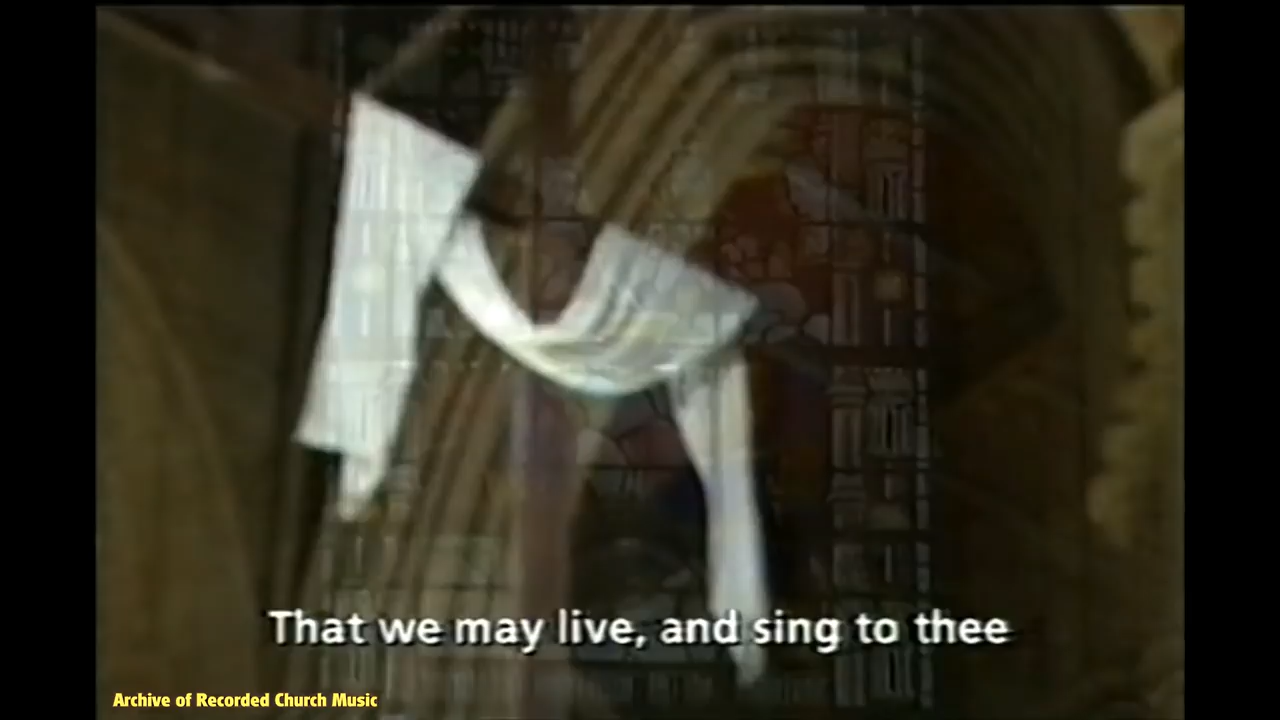 That we may live, and sing to thee
Archive of Recorded Church Music